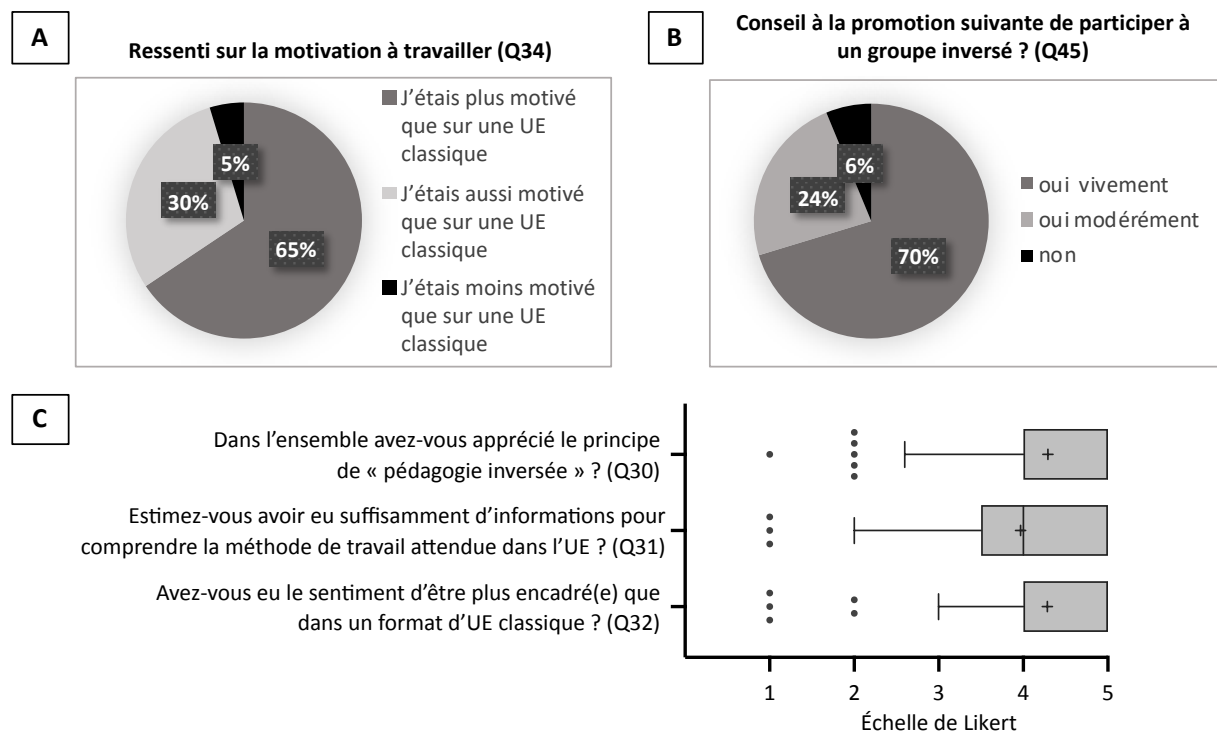 A
Ressenti sur la motivation à travailler (Q34)
5%
30%
65%
J'étais plus motivé
que sur une UE
classique
J'étais aussi motivé
que sur une UE
classique
J'étais moins motivé
que sur une UE
classique
B
Conseil à la promotion suivante de participer à
un groupe inversé ? (Q45)
6%
24%
70%
oui vivement
oui modérément
non
C
Dans l'ensemble avez-vous apprécié le principe
de « pédagogie inversée » ? (Q30)
Estimez-vous avoir eu suffisamment d'informations pour
comprendre la méthode de travail attendue dans l'UE ? (Q31)
Avez-vous eu le sentiment d'être plus encadré(e) que
dans un format d'UE classique ? (Q32)
1 2 3 4 5
Échelle de Likert